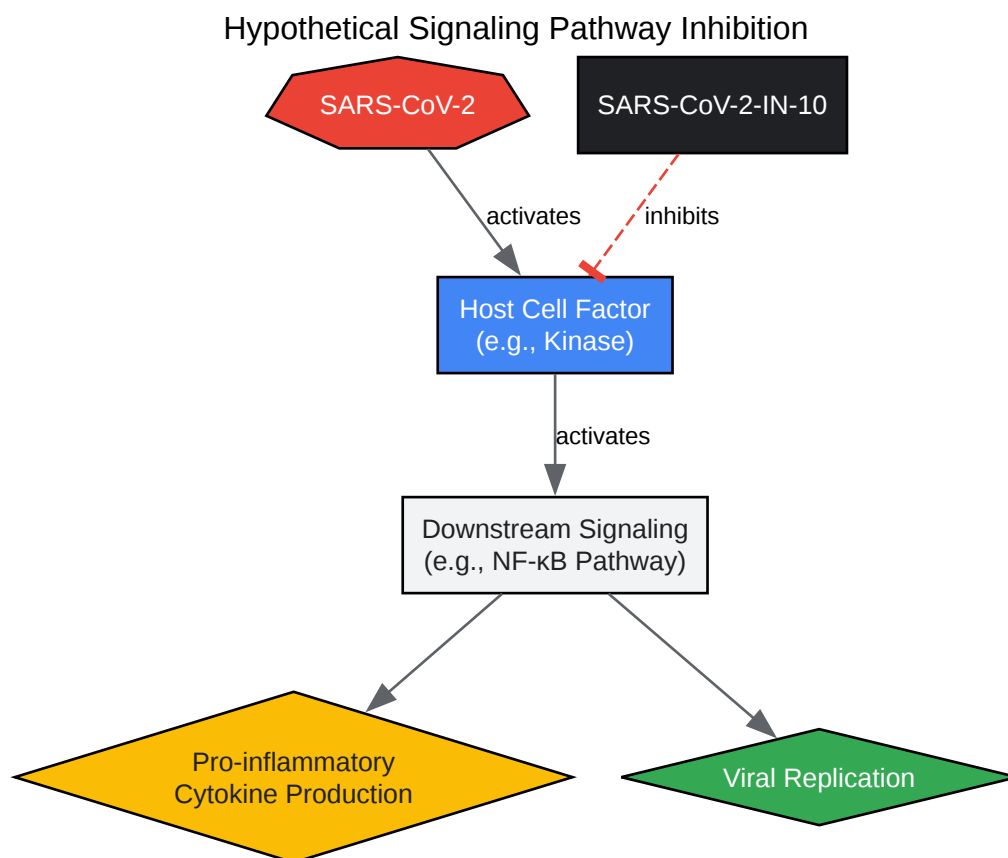 Hypothetical Signaling Pathway Inhibition
SARS-CoV-2
SARS-CoV-2-IN-10
activates
inhibits
Host Cell Factor
(e.g., Kinase)
activates
Downstream Signaling
(e.g., NF-κB Pathway)
Pro-inflammatory
Cytokine Production
Viral Replication